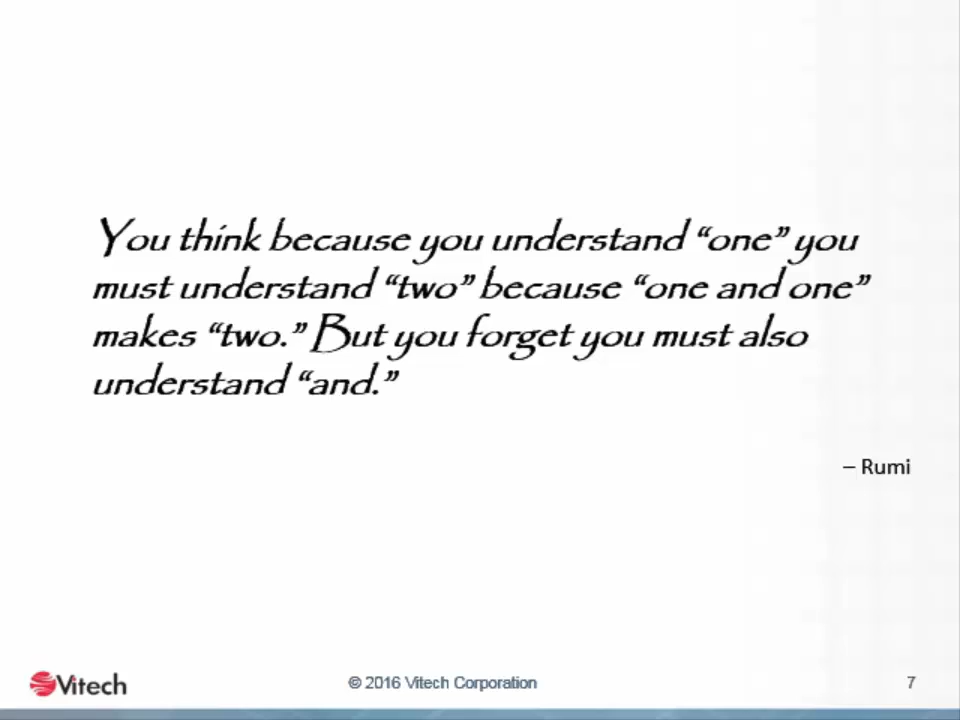 You think because you understand “one” you
must understand “two” because “one and one”
makes “two.” But you forget you must also
understand “and.”
– Rumi
Vitech
© 2016 Vitech Corporation
7